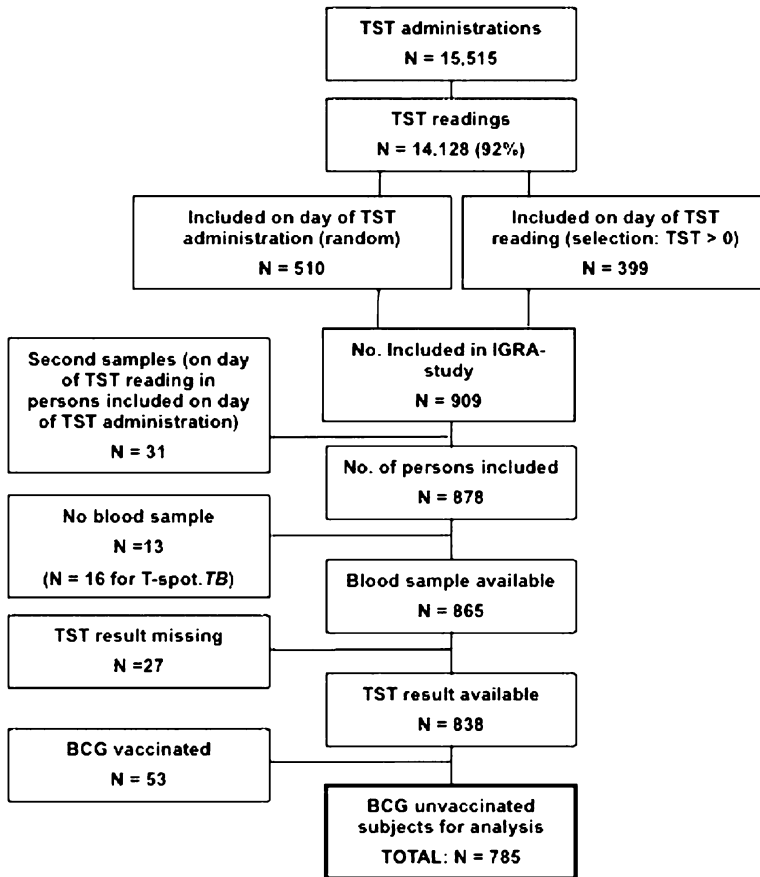 TST administrations
N = 15,515
TST readings
N = 14,128 (92%)
Included on day of TST
administration (random)
N = 510
Included on day of TST
reading (selection: TST > 0)
N = 399
No. Included in IGRA-
study
N = 909
Second samples (on day
of TST reading in
persons included on day
of TST administration)
N = 31
No. of persons included
N = 878
No blood sample
N =13
(N = 16 for T-spot.TB)
Blood sample available
N = 865
TST result missing
N =27
TST result available
N = 838
BCG vaccinated
N = 53
BCG unvaccinated
subjects for analysis
TOTAL: N = 785